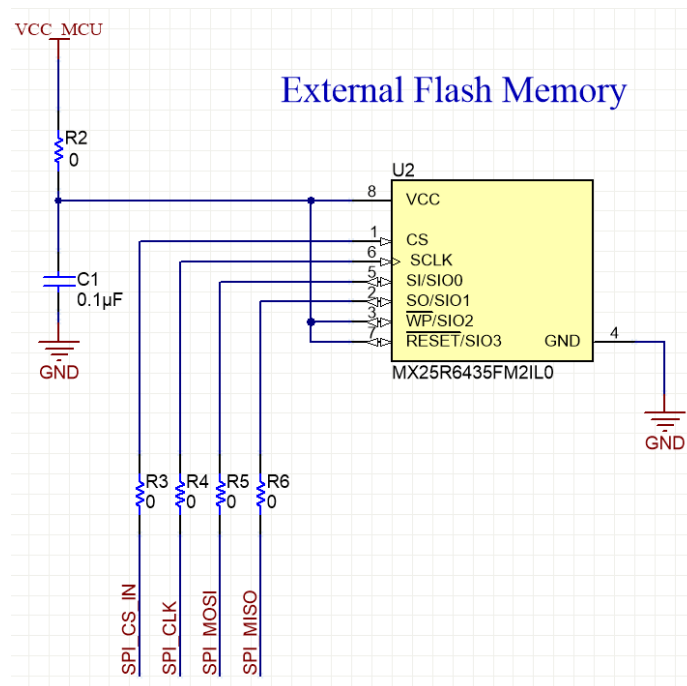 VCC_MCU
External Flash Memory
R2
0
U2
8
VCC
1
CS
6
SCLK
5
SI/SIO0
2
SO/SIO1
3
WP/SIO2
7
RESET/SIO3
GND
4
MX25R6435FM2IL0
C1
0.1µF
GND
GND
R3
0
R4
0
R5
0
R6
0
SPI_CS_IN
SPI_CLK
SPI_MOSI
SPI_MISO